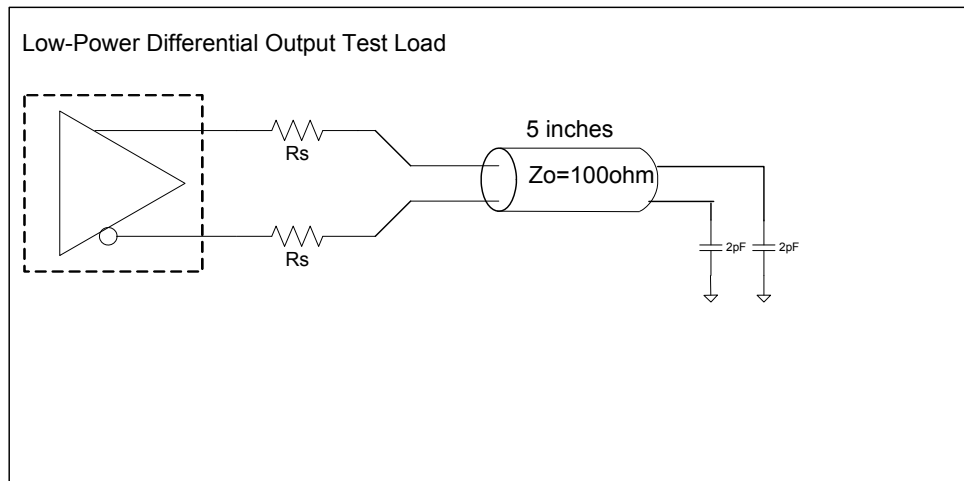 Low-Power Differential Output Test Load
Rs
5 inches
Zo=100ohm
Rs
2pF
2pF